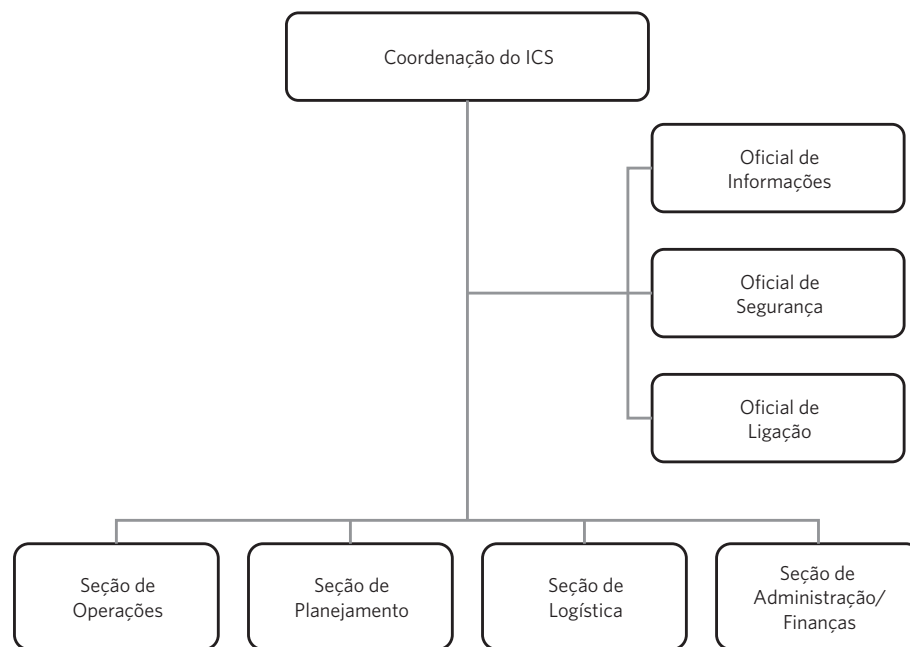 Coordenação do ICS
Oficial de
Informações
Oficial de
Segurança
Oficial de
Ligação
Seção de
Operações
Seção de
Planejamento
Seção de
Logística
Seção de
Administração/
Finanças